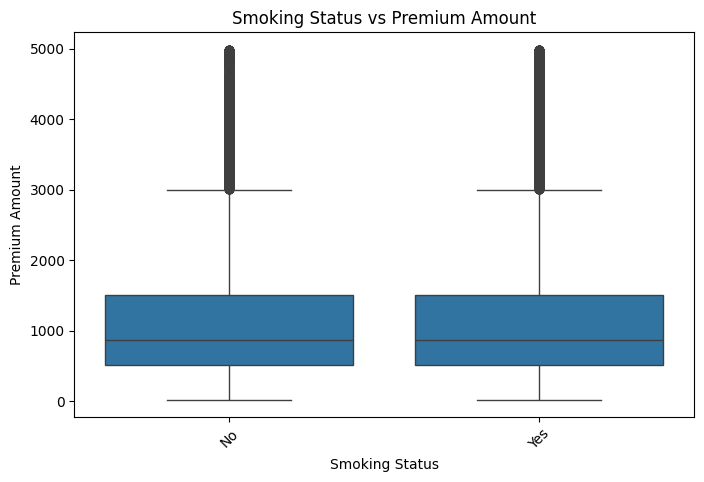 Smoking Status vs Premium Amount
Premium Amount
5000
4000
3000
2000
1000
0
No
Yes
Smoking Status